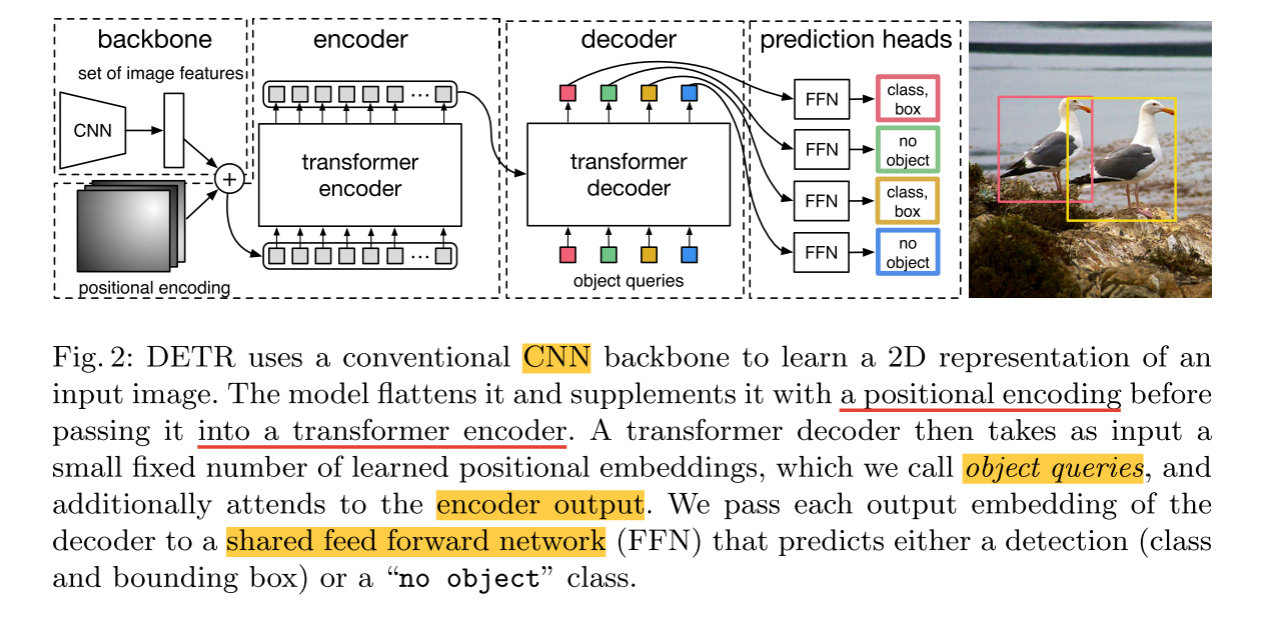 backbone
set of image features
CNN
+
positional encoding
encoder
...
transformer
encoder
...
decoder
transformer
decoder
object queries
prediction heads
FFN
class,
box
FFN
no
object
FFN
class,
box
FFN
no
object
Fig. 2: DETR uses a conventional CNN backbone to learn a 2D representation of an
input image. The model flattens it and supplements it with a positional encoding before
passing it into a transformer encoder. A transformer decoder then takes as input a
small fixed number of learned positional embeddings, which we call object queries, and
additionally attends to the encoder output. We pass each output embedding of the
decoder to a shared feed forward network (FFN) that predicts either a detection (class
and bounding box) or a “no object” class.